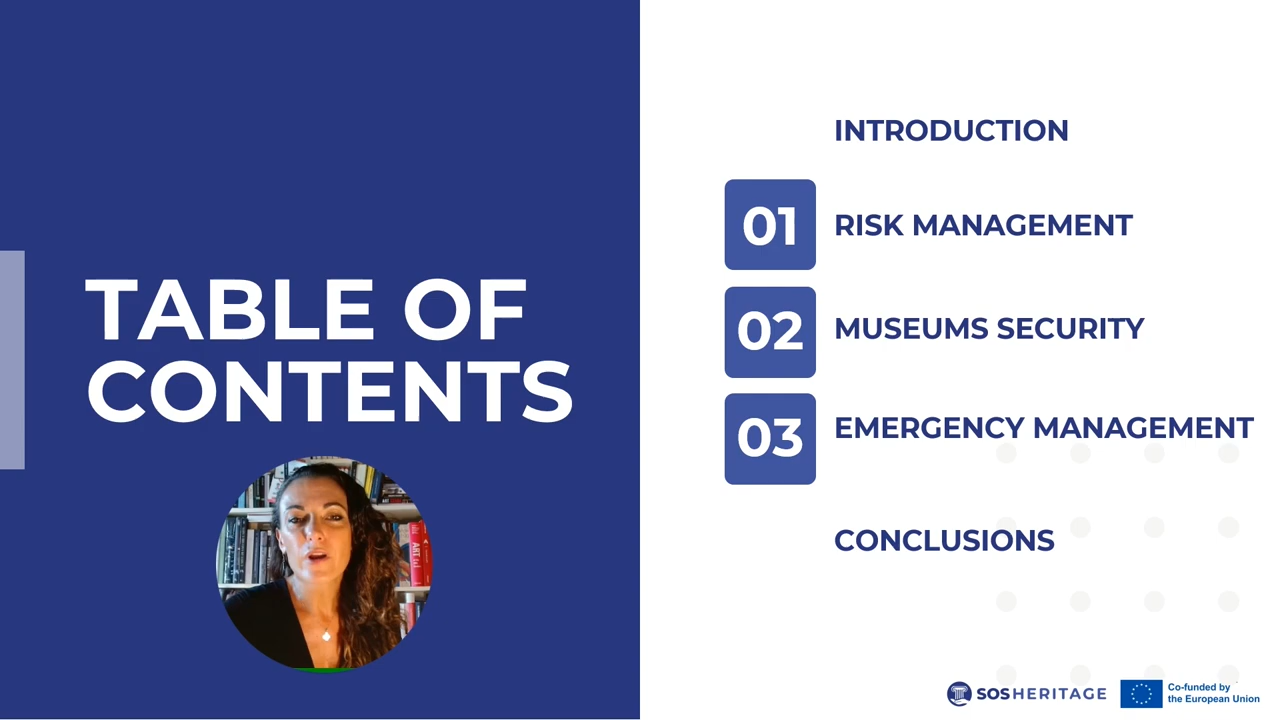 TABLE OF
CONTENTS
INTRODUCTION
01 RISK MANAGEMENT
02 MUSEUMS SECURITY
03 EMERGENCY MANAGEMENT
CONCLUSIONS
ART
SOSHERITAGE
Co-funded by
the European Union